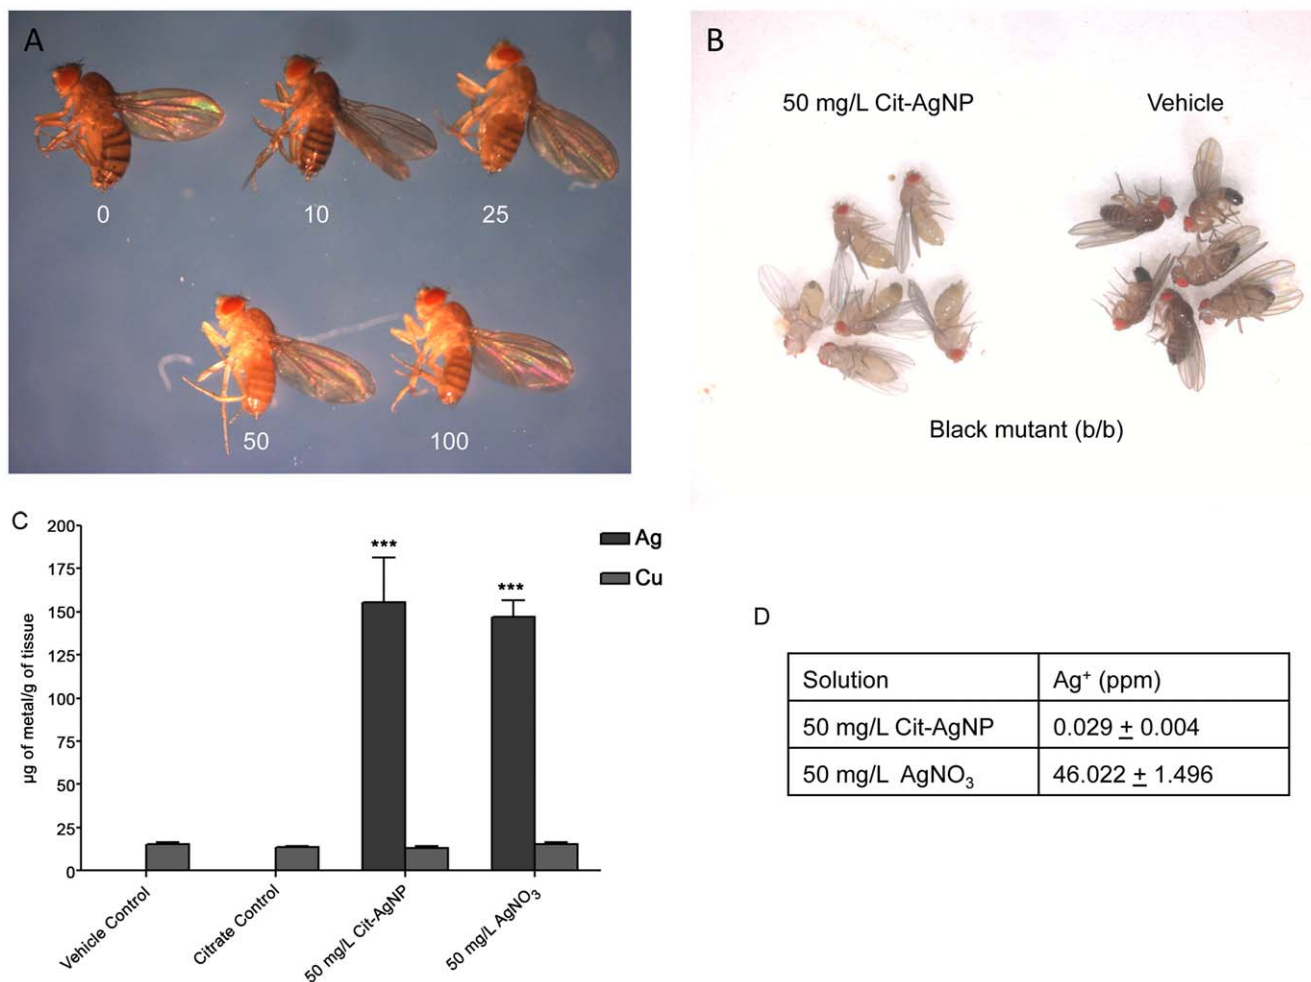 A
0
10
25
50
100
B
50 mg/L Cit-AgNP
Vehicle
Black mutant (b/b)
C
200
175
150
125
100
75
50
25
0
µg of metal/g of tissue
***
***
Ag
Cu
Vehicle Control
Citrate Control
50 mg/L Cit-AgNP
50 mg/L AgNO₃
D
Solution
Ag⁺ (ppm)
50 mg/L Cit-AgNP
0.029 ± 0.004
50 mg/L AgNO₃
46.022 ± 1.496